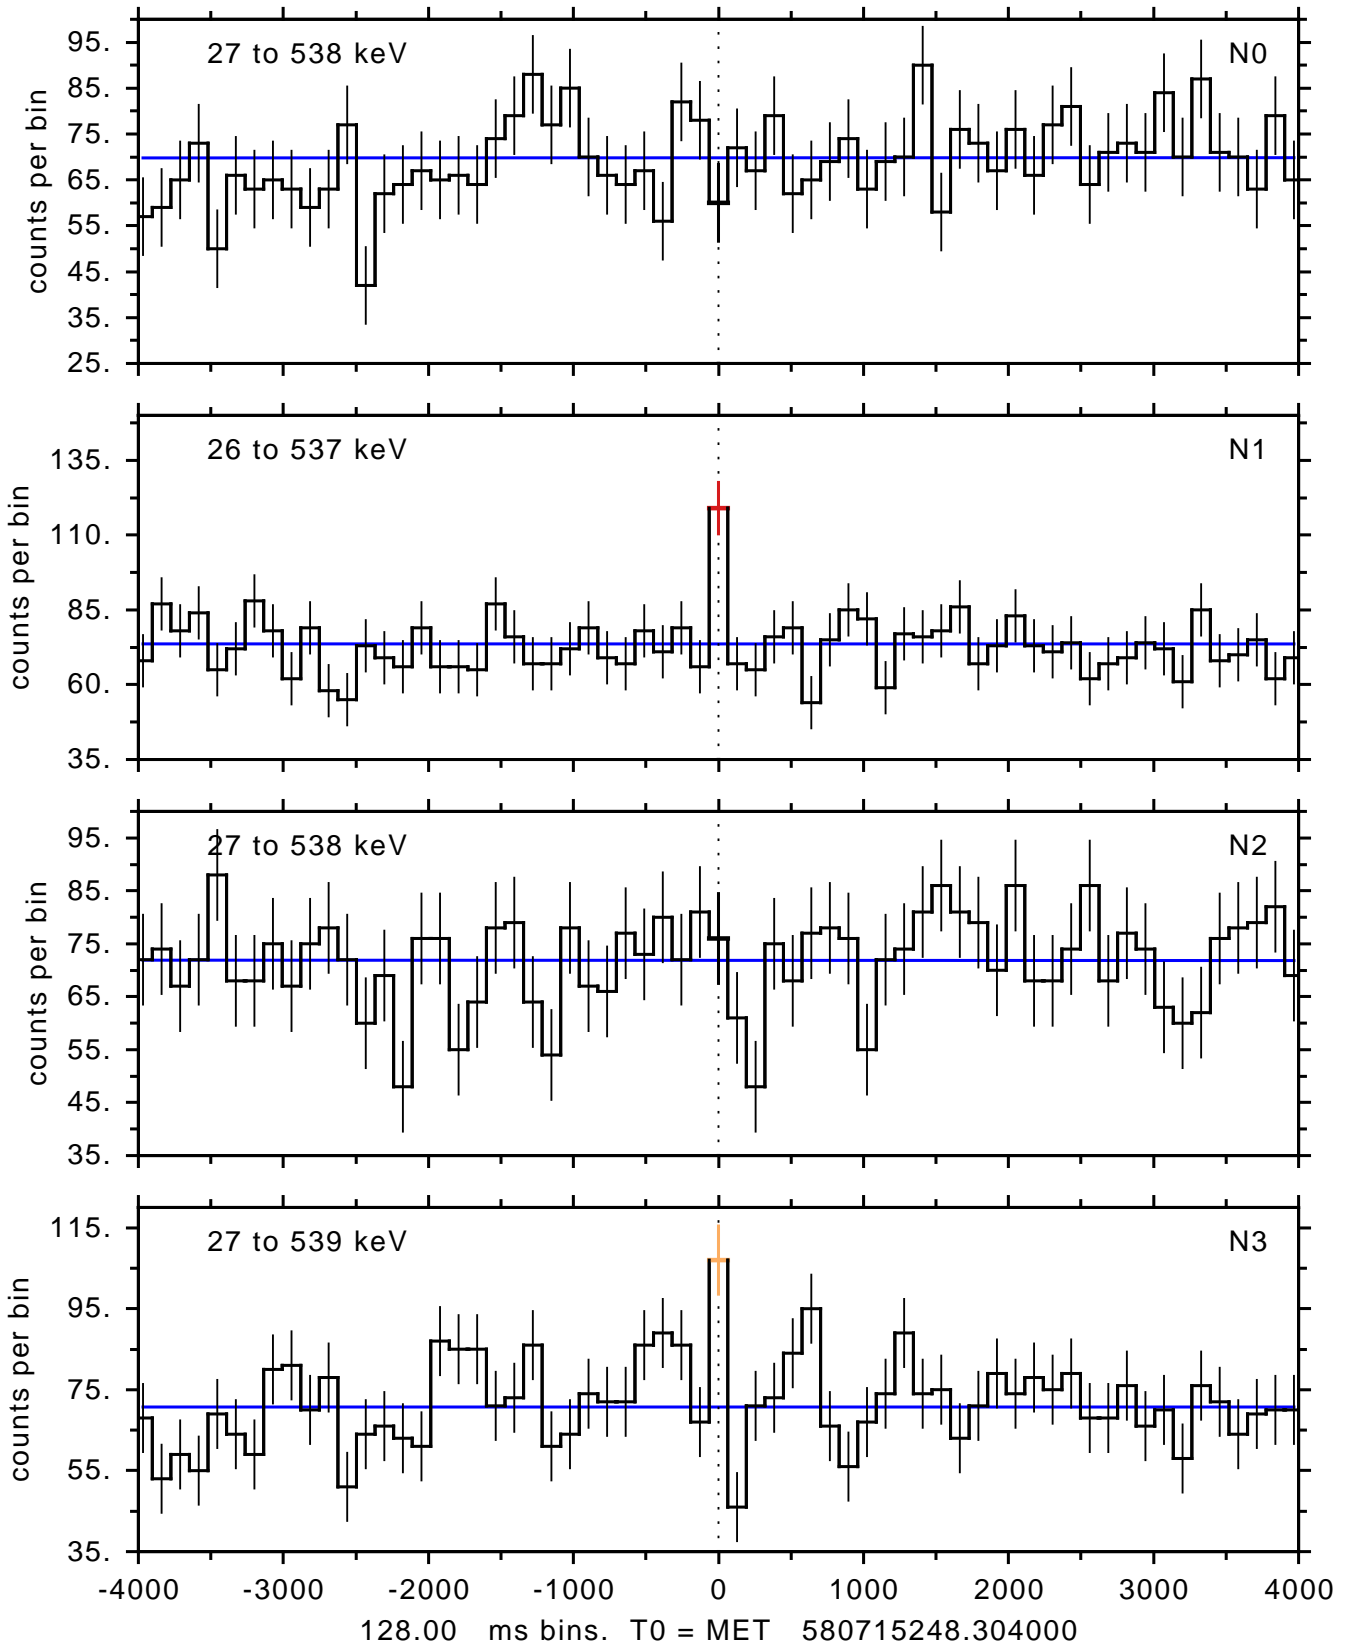 27 to 538 keV N0
95.
85.
75.
65.
55.
45.
35.
25.
counts per bin
26 to 537 keV N1
135.
110.
85.
60.
35.
counts per bin
27 to 538 keV N2
95.
85.
75.
65.
55.
45.
35.
counts per bin
27 to 539 keV N3
115.
95.
75.
55.
35.
counts per bin
-4000 -3000 -2000 -1000 0 1000 2000 3000 4000
128.00 ms bins. T0 = MET 580715248.304000